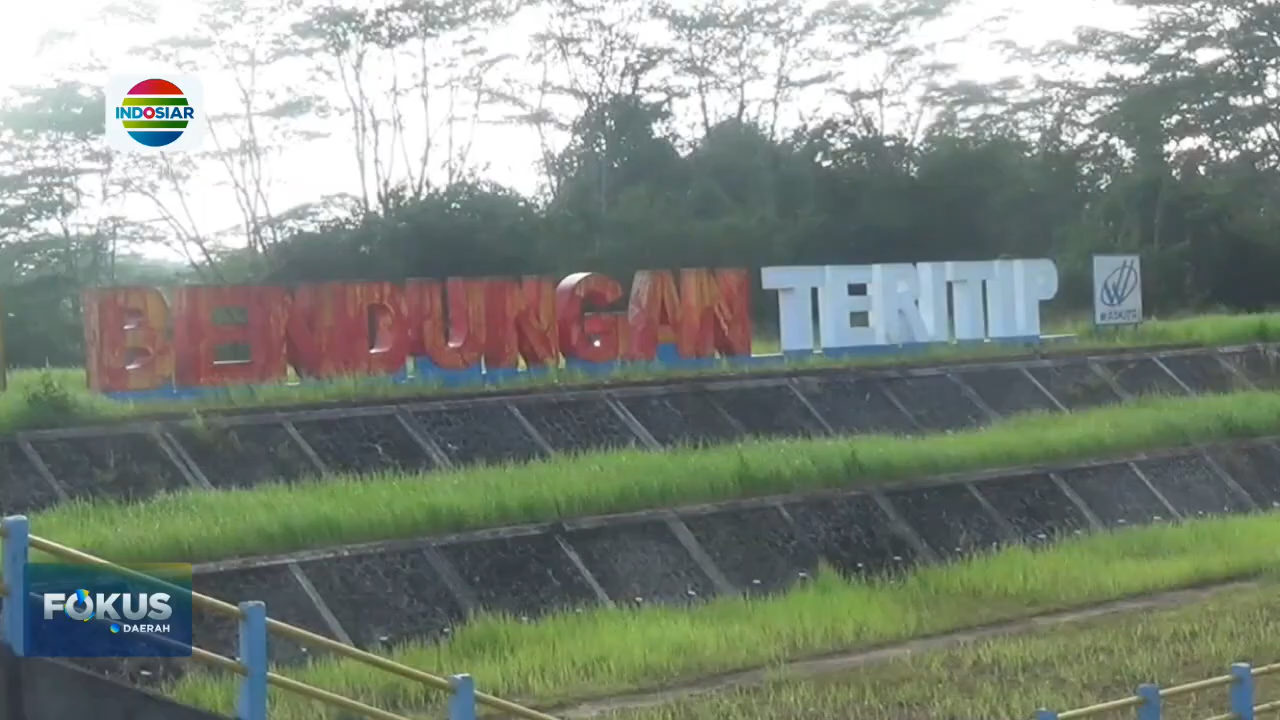 INDOSIAR
BENDUNGAN TERITIP
WASKITA
FOKUS
DAERAH